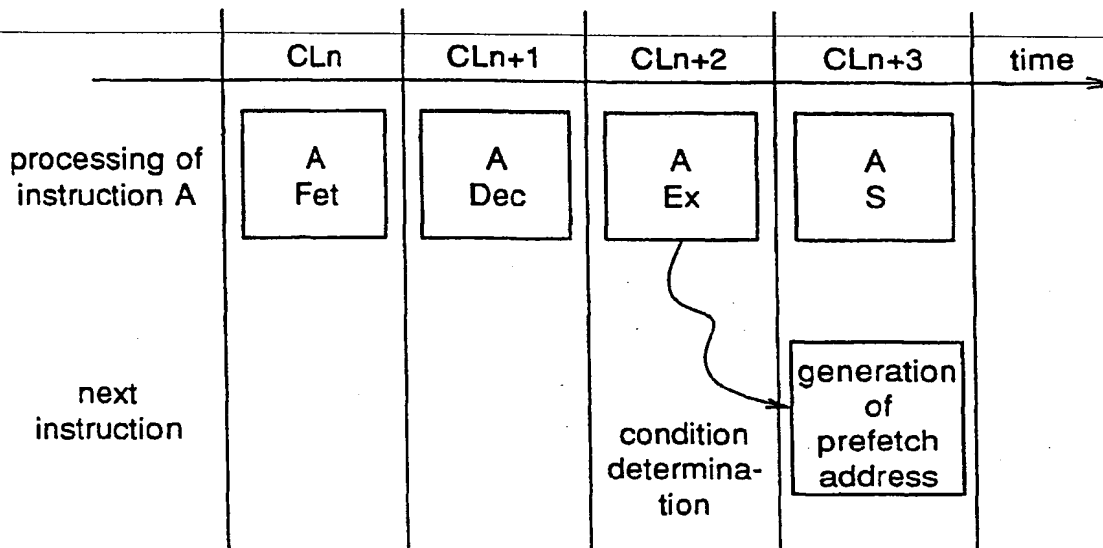 CLn
CLn+1
CLn+2
CLn+3
time
processing of
instruction A
A
Fet
A
Dec
A
Ex
A
S
next
instruction
condition
determina-
tion
generation
of
prefetch
address